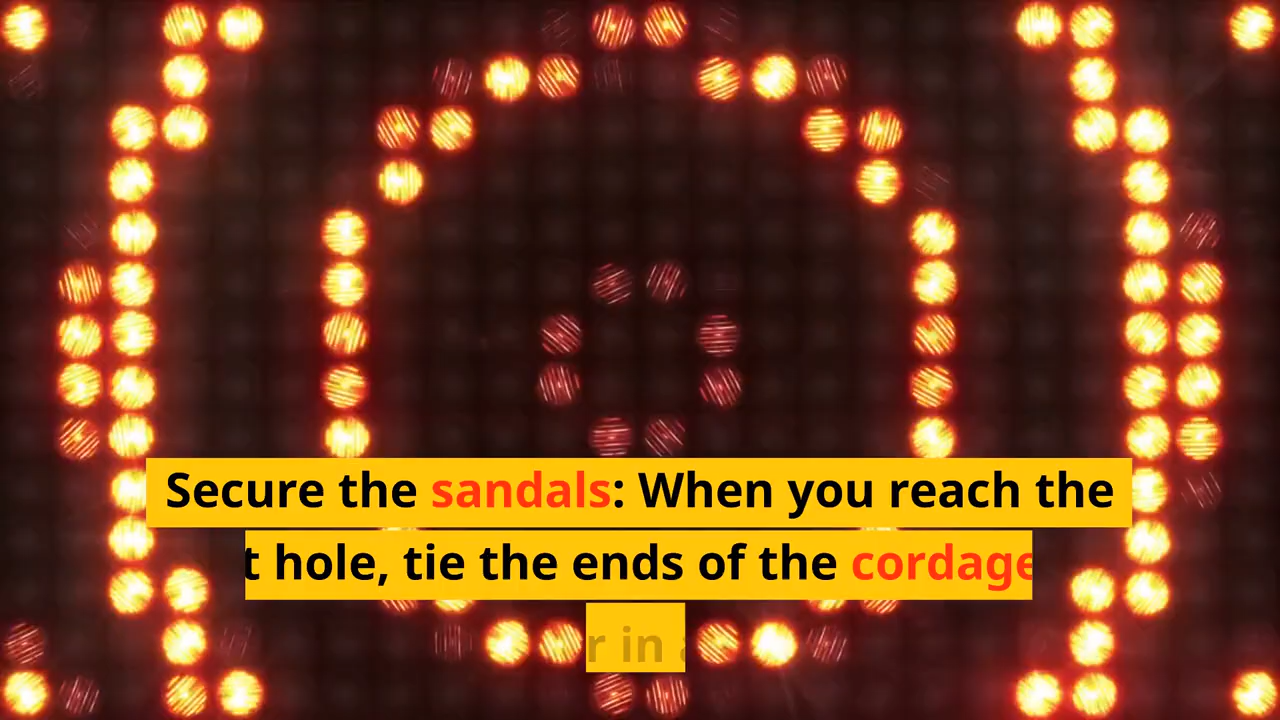 Secure the sandals: When you reach the
hole, tie the ends of the cordage
in